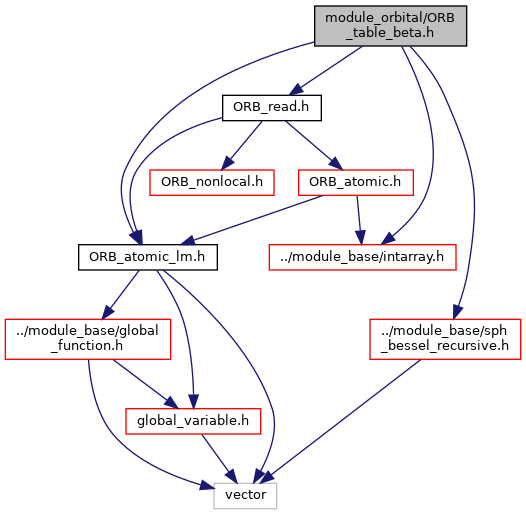 module_orbital/ORB
_table_beta.h
ORB_read.h
ORB_nonlocal.h
ORB_atomic.h
ORB_atomic_lm.h
../module_base/intarray.h
../module_base/global
_function.h
../module_base/sph
_bessel_recursive.h
global_variable.h
vector